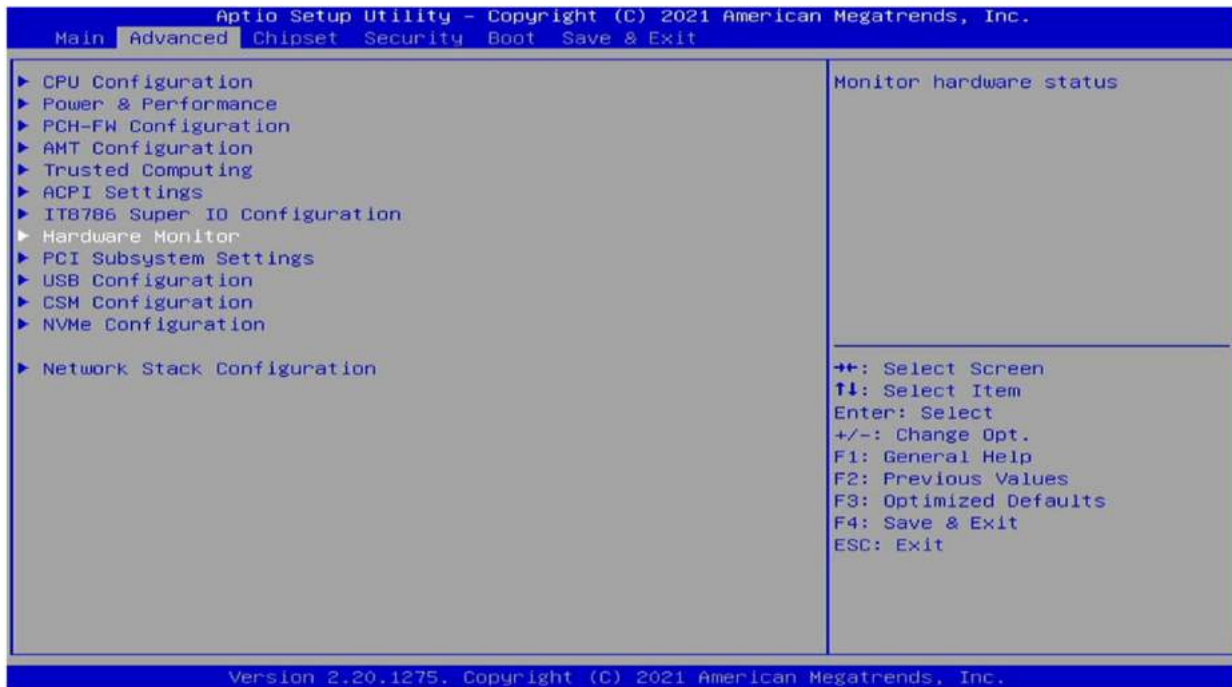 Aptio Setup Utility – Copyright (C) 2021 American Megatrends, Inc.
Main Advanced Chipset Security Boot Save & Exit
► CPU Configuration
► Power & Performance
► PCH-FW Configuration
► AMT Configuration
► Trusted Computing
► ACPI Settings
► IT8786 Super IO Configuration
► Hardware Monitor
► PCI Subsystem Settings
► USB Configuration
► CSM Configuration
► NVMe Configuration
► Network Stack Configuration
Monitor hardware status
→←: Select Screen
↑↓: Select Item
Enter: Select
+/-: Change Opt.
F1: General Help
F2: Previous Values
F3: Optimized Defaults
F4: Save & Exit
ESC: Exit
Version 2.20.1275. Copyright (C) 2021 American Megatrends, Inc.